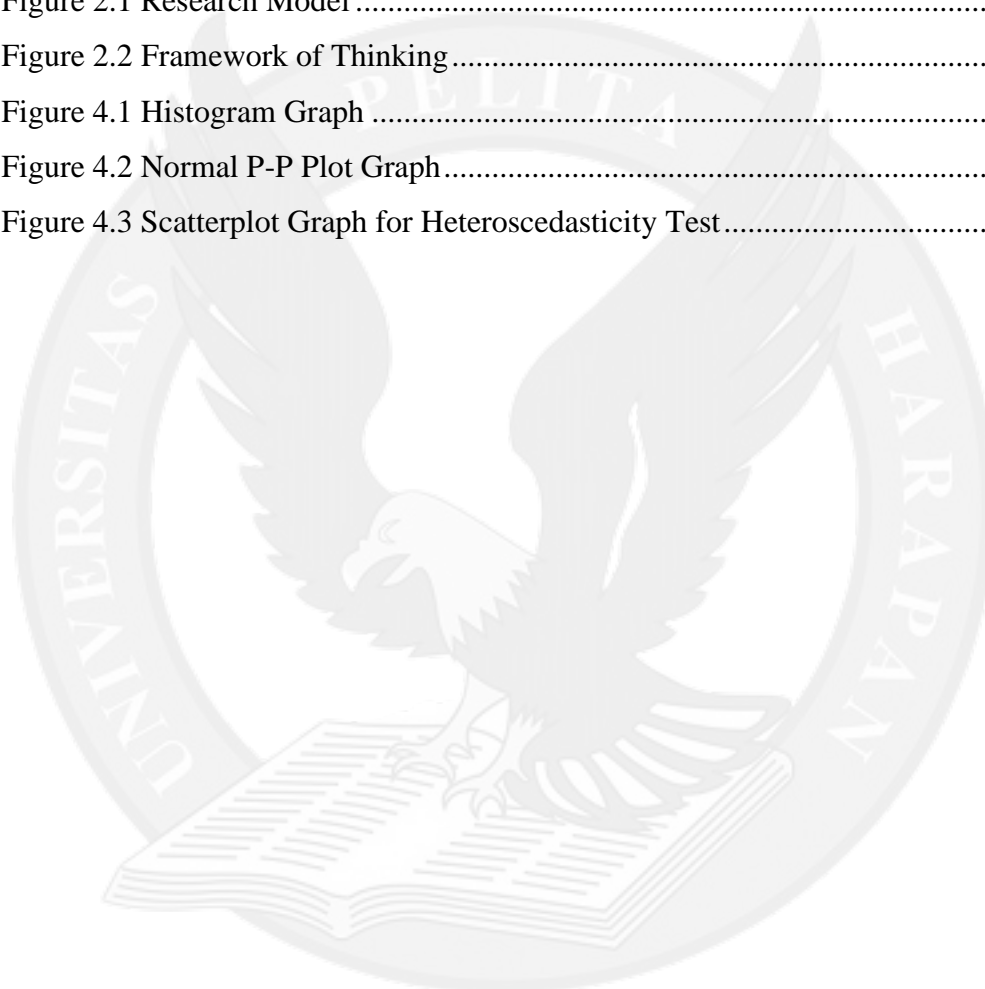 Figure 2.1 Research Model ..........................................................................................
Figure 2.2 Framework of Thinking .............................................................................
Figure 4.1 Histogram Graph ........................................................................................
Figure 4.2 Normal P-P Plot Graph ..............................................................................
Figure 4.3 Scatterplot Graph for Heteroscedasticity Test ......................................
UNIVERSITAS PELITA HARAPAN